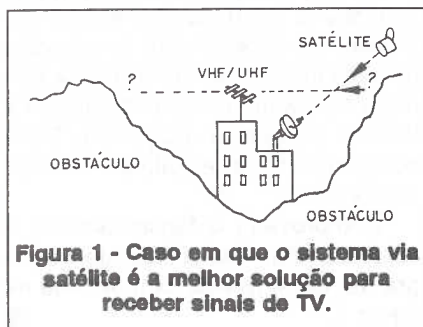 SATÉLITE
VHF/UHF
?
?
OBSTÁCULO
OBSTÁCULO
Figura 1 - Caso em que o sistema via
satélite é a melhor solução para
receber sinais de TV.